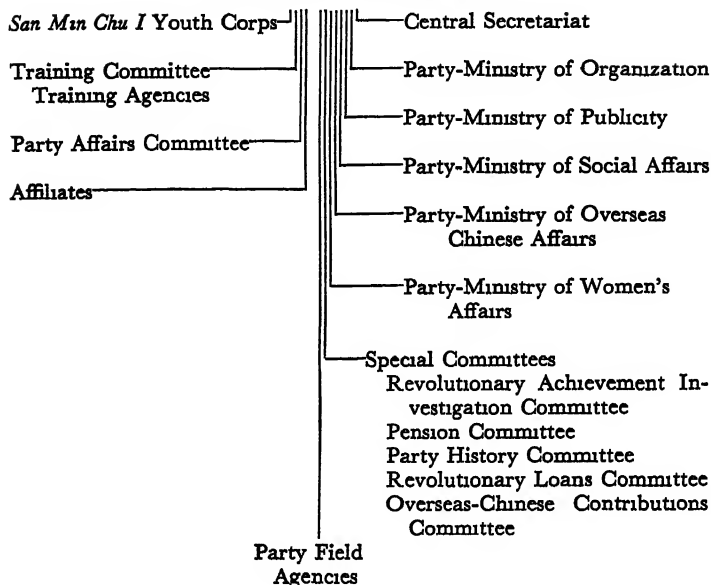 San Min Chu I Youth Corps
Training Committee
Training Agencies
Party Affairs Committee
Affiliates
Central Secretariat
Party-Ministry of Organization
Party-Ministry of Publicity
Party-Ministry of Social Affairs
Party-Ministry of Overseas
Chinese Affairs
Party-Ministry of Women's
Affairs
Special Committees
Revolutionary Achievement In-
vestigation Committee
Pension Committee
Party History Committee
Revolutionary Loans Committee
Overseas-Chinese Contributions
Committee
Party Field
Agencies